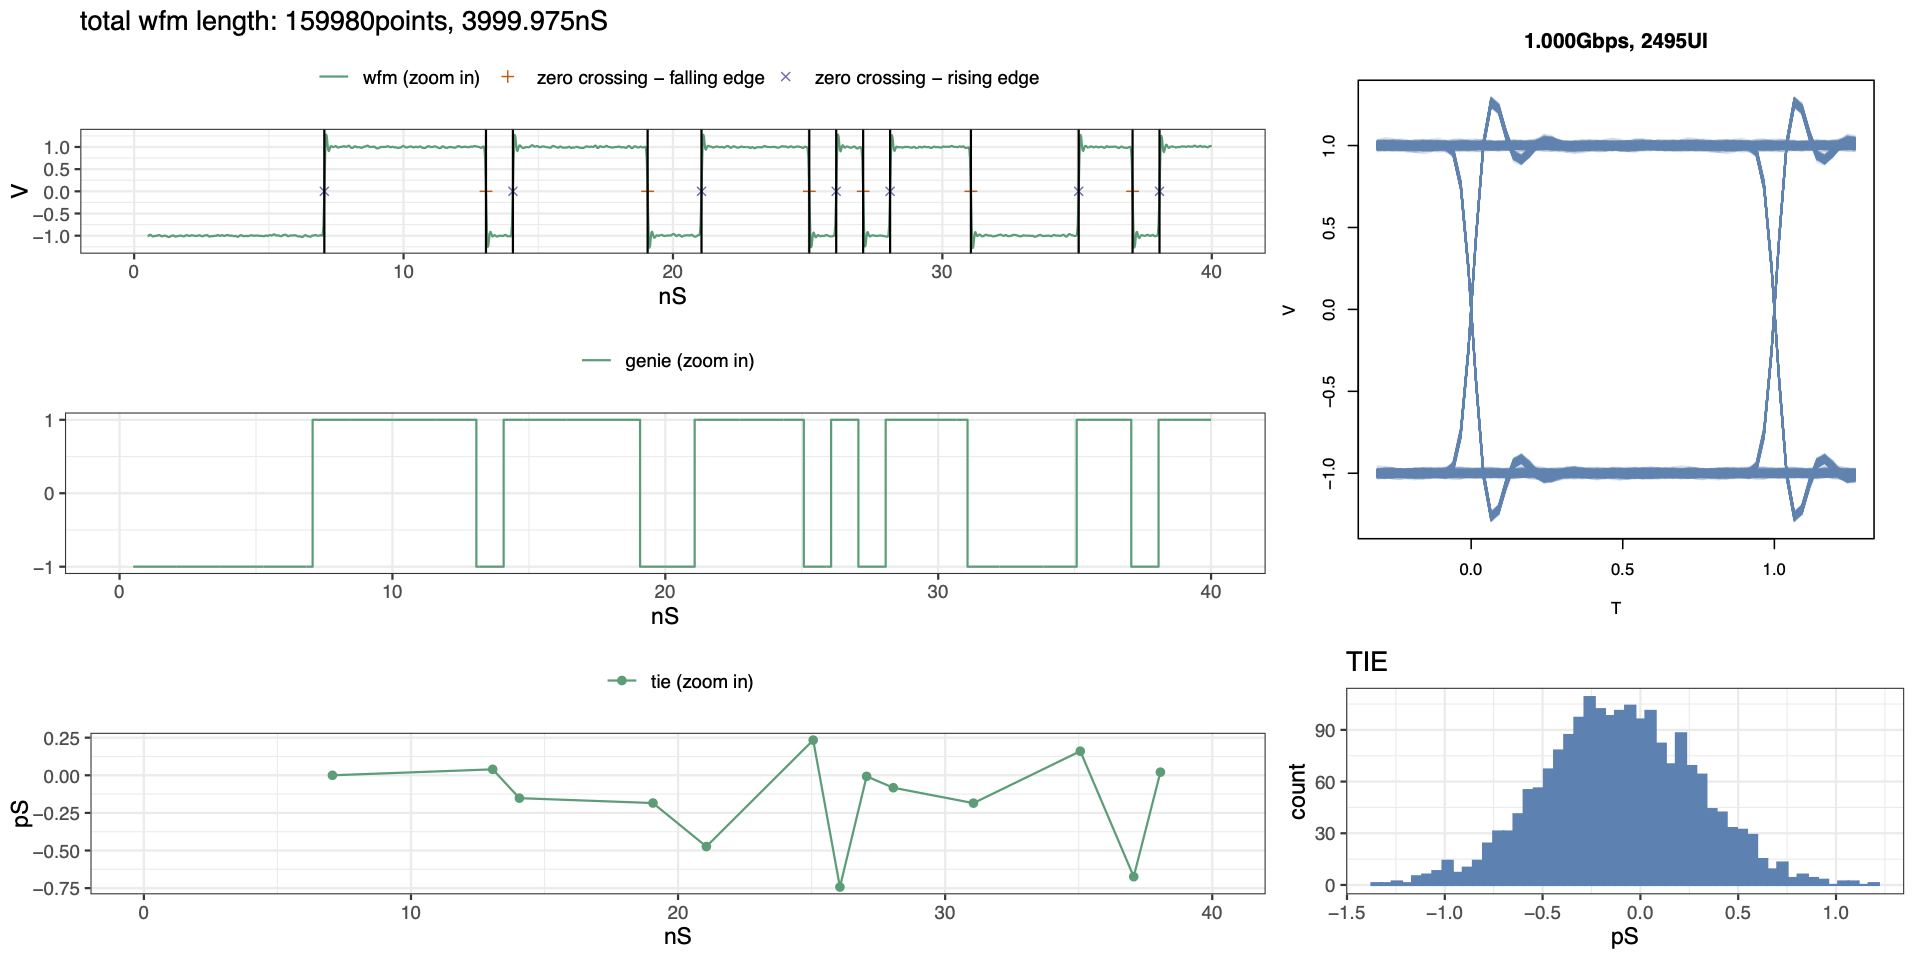 total wfm length: 159980points, 3999.975nS
wfm (zoom in) zero crossing − falling edge zero crossing − rising edge
1.0
0.5
0.0
−0.5
−1.0
V
0 10 20 30 40
nS
genie (zoom in)
1
0
−1
0 10 20 30 40
nS
tie (zoom in)
0.25
0.00
−0.25
−0.50
−0.75
pS
0 10 20 30 40
nS
1.000Gbps, 2495UI
1.0
0.5
0.0
−0.5
−1.0
V
0.0 0.5 1.0
T
TIE
90
60
30
0
count
−1.5 −1.0 −0.5 0.0 0.5 1.0
pS